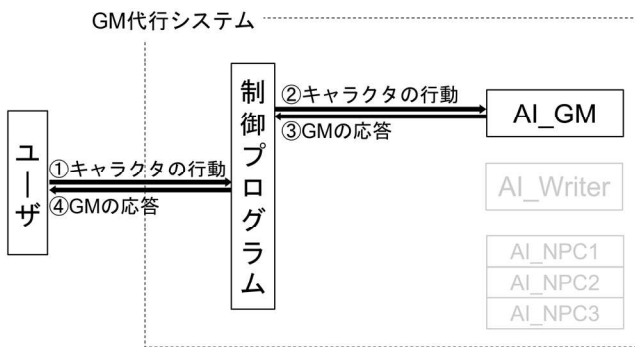 GM代行システム
ユーザ
①キャラクタの行動
④GMの応答
制御プログラム
②キャラクタの行動
③GMの応答
AI_GM
AI_Writer
AI_NPC1
AI_NPC2
AI_NPC3